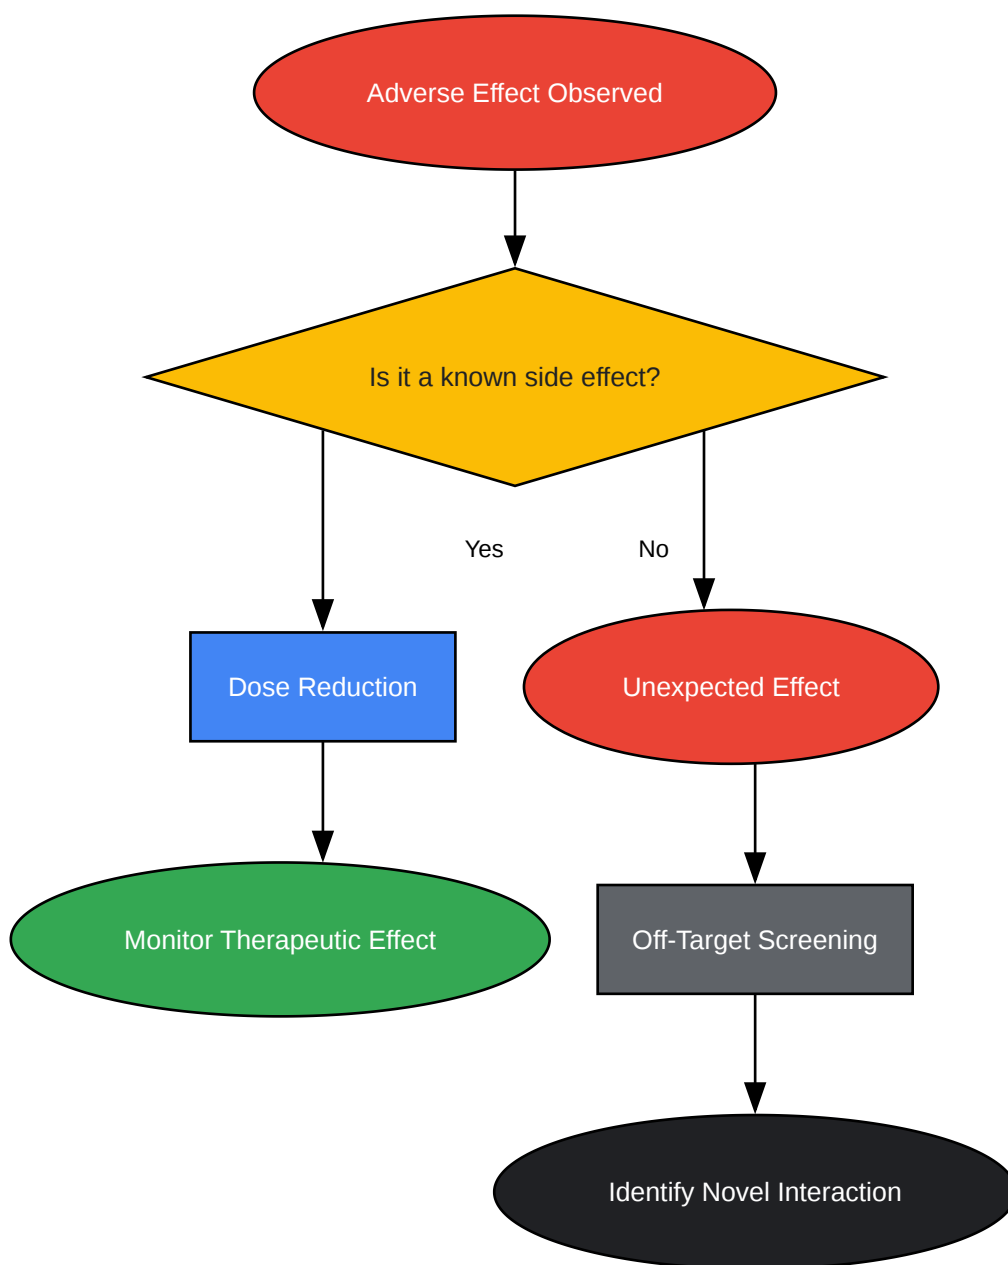 Adverse Effect Observed
Is it a known side effect?
Yes
No
Dose Reduction
Unexpected Effect
Monitor Therapeutic Effect
Off-Target Screening
Identify Novel Interaction